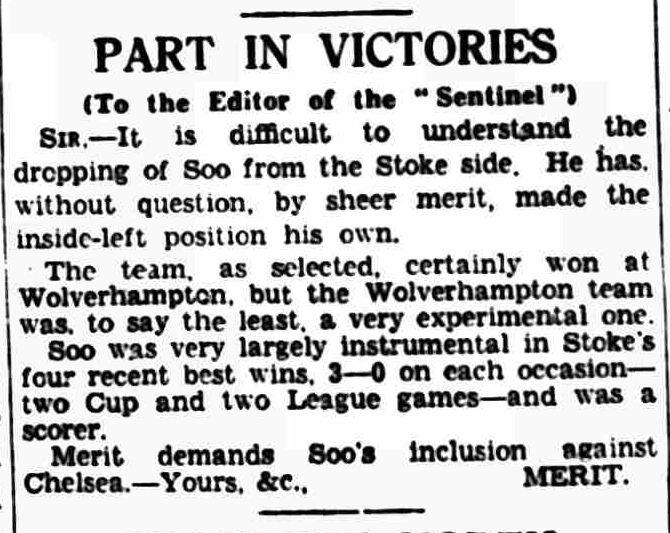 PART IN VICTORIES
(To the Editor of the "Sentinel")
SIR,—It is difficult to understand the
dropping of Soo from the Stoke side. He has,
without question, by sheer merit, made the
inside-left position his own.
The team, as selected, certainly won at
Wolverhampton, but the Wolverhampton team
was, to say the least, a very experimental one.
Soo was very largely instrumental in Stoke's
four recent best wins, 3—0 on each occasion—
two Cup and two League games—and was a
scorer.
Merit demands Soo's inclusion against
Chelsea.—Yours, &c., MERIT.